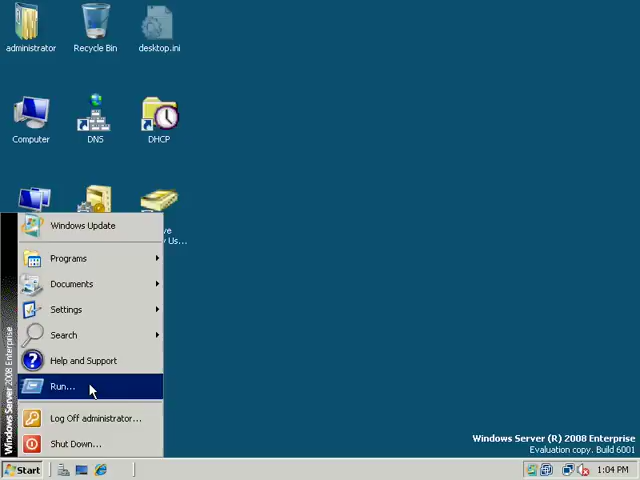 administrator
Recycle Bin
desktop.ini
Computer
DNS
DHCP
ve
y Us...
Windows Update
Programs
Documents
Settings
Search
Help and Support
Run...
Log Off administrator...
Shut Down...
Windows Server 2008 Enterprise
Windows Server (R) 2008 Enterprise
Evaluation copy. Build 6001
Start
1:04 PM